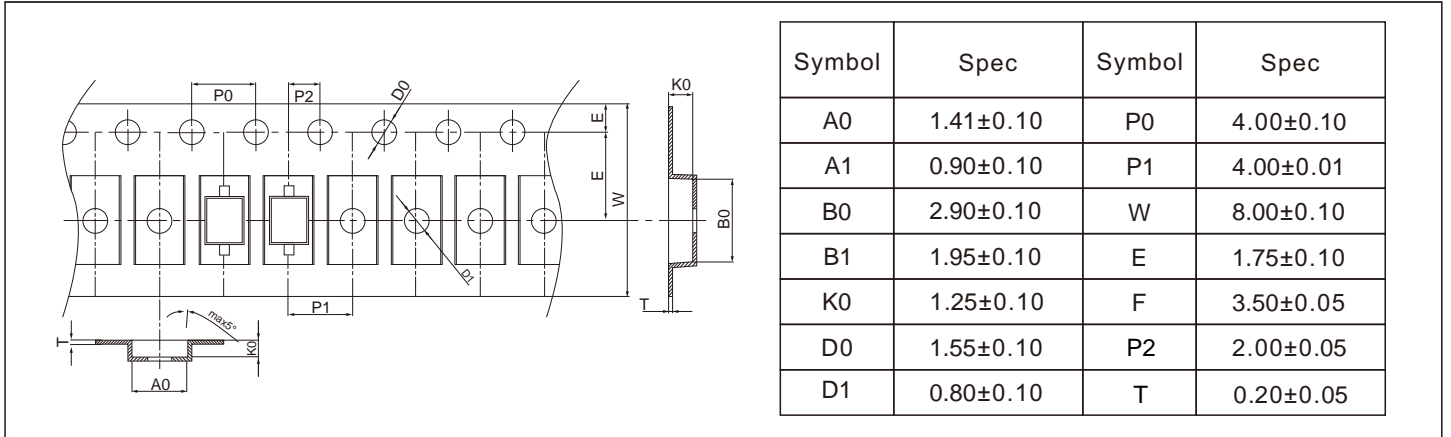 P0
P2
D0
E
E
W
D1
P1
T
K0
max5°
A0
K0
B0
T
Symbol Spec Symbol Spec
A0 1.41±0.10 P0 4.00±0.10
A1 0.90±0.10 P1 4.00±0.01
B0 2.90±0.10 W 8.00±0.10
B1 1.95±0.10 E 1.75±0.10
K0 1.25±0.10 F 3.50±0.05
D0 1.55±0.10 P2 2.00±0.05
D1 0.80±0.10 T 0.20±0.05